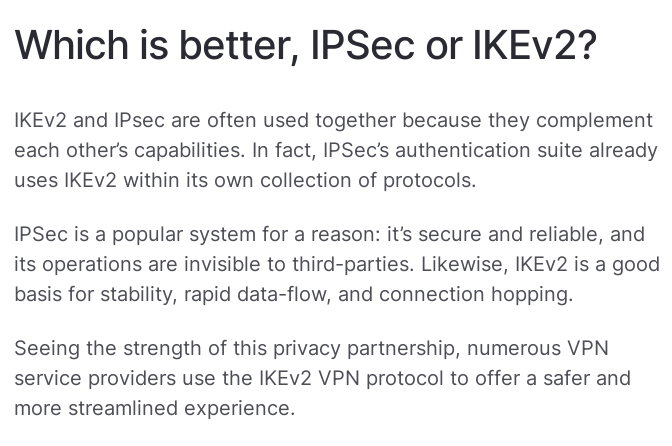 Which is better, IPSec or IKEv2?
IKEv2 and IPsec are often used together because they complement
each other’s capabilities. In fact, IPSec’s authentication suite already
uses IKEv2 within its own collection of protocols.
IPSec is a popular system for a reason: it’s secure and reliable, and
its operations are invisible to third-parties. Likewise, IKEv2 is a good
basis for stability, rapid data-flow, and connection hopping.
Seeing the strength of this privacy partnership, numerous VPN
service providers use the IKEv2 VPN protocol to offer a safer and
more streamlined experience.